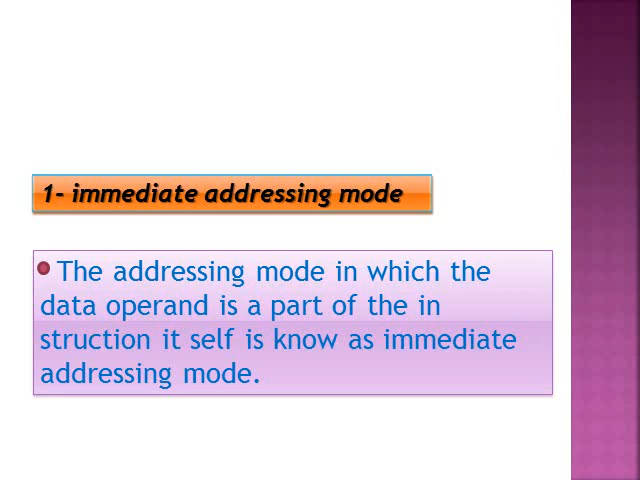 1- immediate addressing mode
The addressing mode in which the
data operand is a part of the in
struction it self is know as immediate
addressing mode.